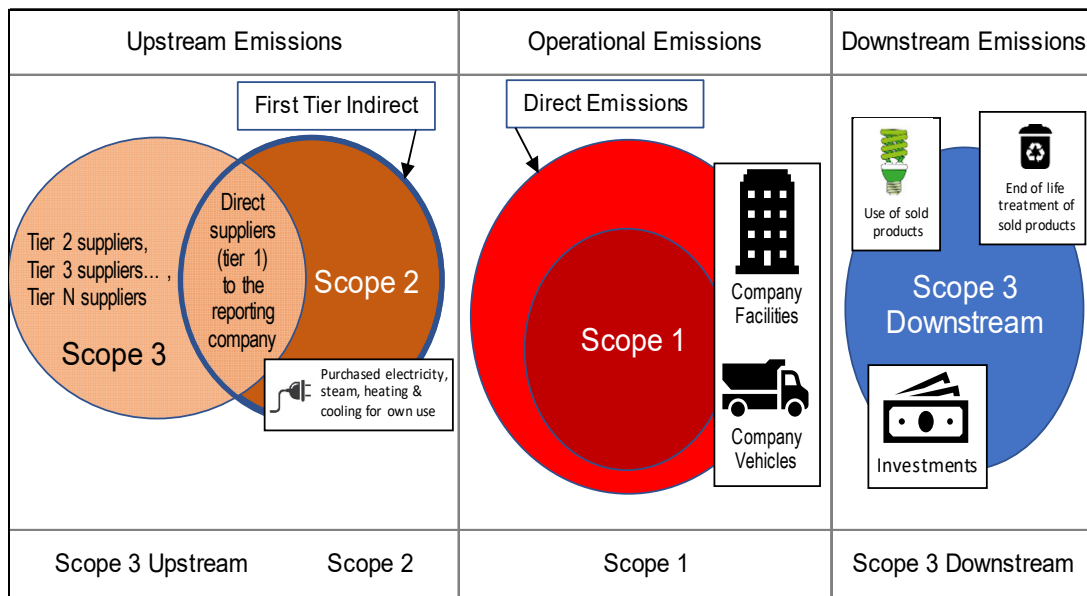 Upstream Emissions
Operational Emissions
Downstream Emissions
First Tier Indirect
Tier 2 suppliers,
Tier 3 suppliers... ,
Tier N suppliers
Scope 3
Direct
suppliers
(tier 1)
to the
reporting
company
Scope 2
Purchased electricity,
steam, heating &
cooling for own use
Direct Emissions
Scope 1
Company
Facilities
Company
Vehicles
Use of sold
products
End of life
treatment of
sold products
Scope 3
Downstream
Investments
Scope 3 Upstream
Scope 2
Scope 1
Scope 3 Downstream